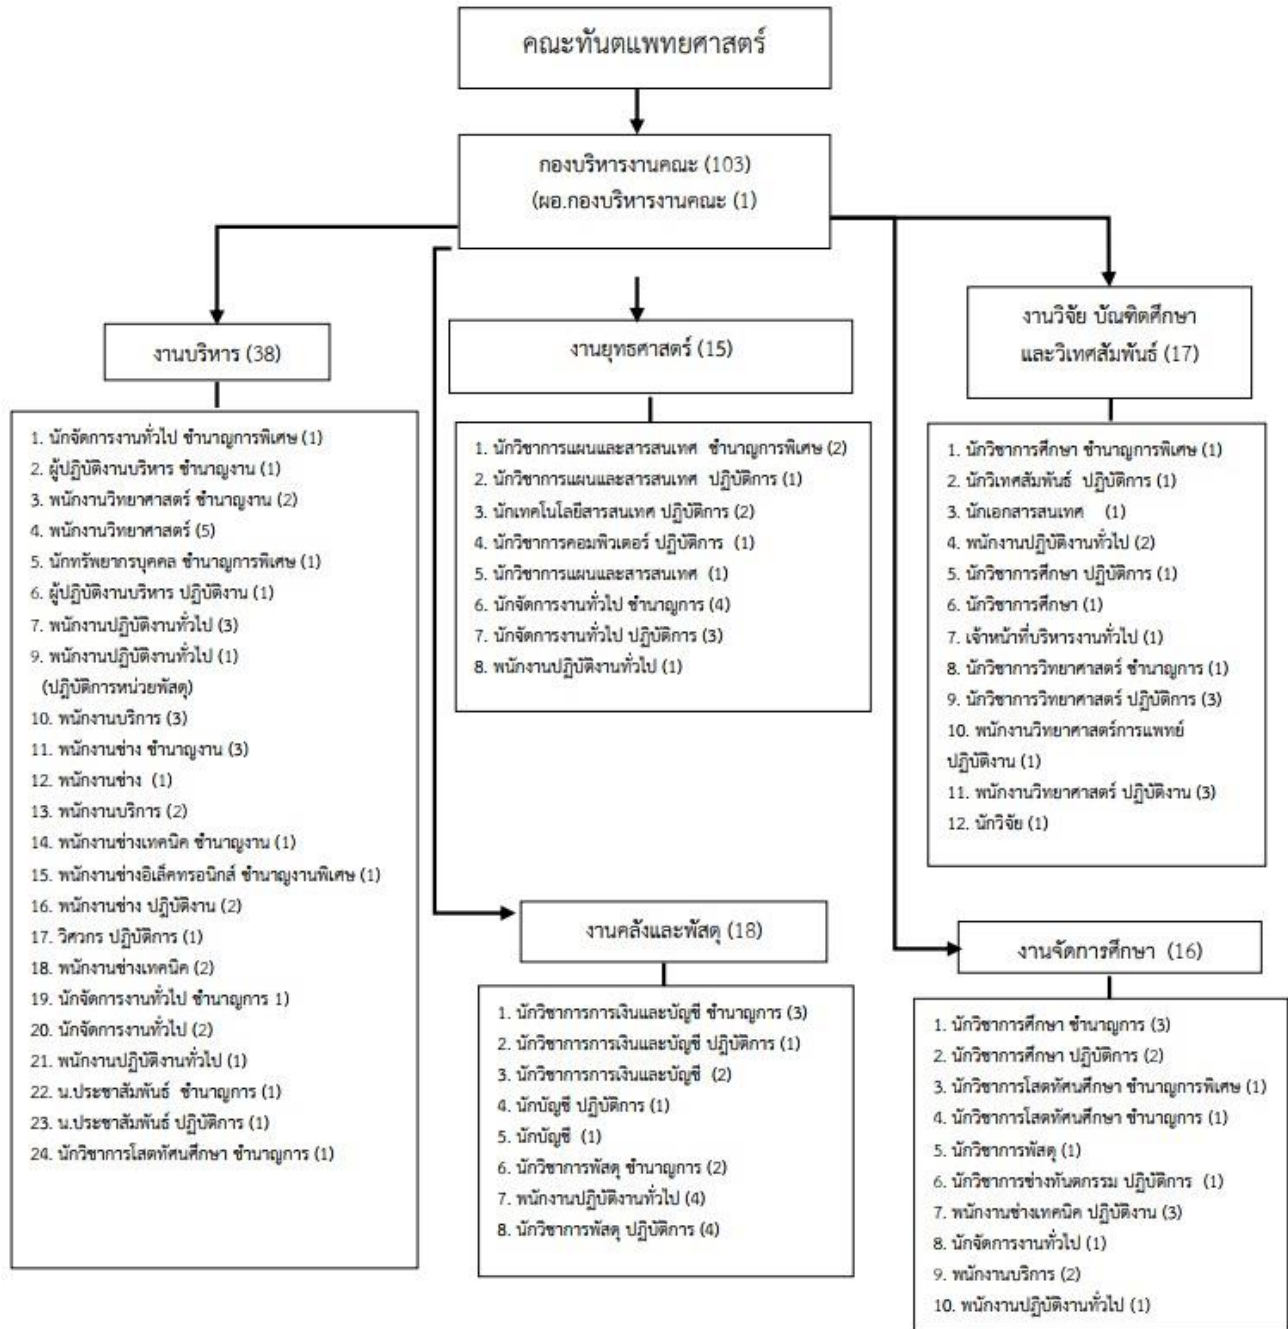 คณะทันตแพทยศาสตร์
กองบริหารงานคณะ (103)
(ผอ.กองบริหารงานคณะ (1)
งานบริหาร (38)
1. นักจัดการงานทั่วไป ชำนาญการพิเศษ (1)
2. ผู้ปฏิบัติงานบริหาร ชำนาญงาน (1)
3. พนักงานวิทยาศาสตร์ ชำนาญงาน (2)
4. พนักงานวิทยาศาสตร์ (5)
5. นักทรัพยากรบุคคล ชำนาญการพิเศษ (1)
6. ผู้ปฏิบัติงานบริหาร ปฏิบัติงาน (1)
7. พนักงานปฏิบัติงานทั่วไป (3)
9. พนักงานปฏิบัติงานทั่วไป (1)
(ปฏิบัติการหน่วยพัสดุ)
10. พนักงานบริการ (3)
11. พนักงานช่าง ชำนาญงาน (3)
12. พนักงานช่าง (1)
13. พนักงานบริการ (2)
14. พนักงานช่างเทคนิค ชำนาญงาน (1)
15. พนักงานช่างอิเล็คทรอนิกส์ ชำนาญงานพิเศษ (1)
16. พนักงานช่าง ปฏิบัติงาน (2)
17. วิศวกร ปฏิบัติการ (1)
18. พนักงานช่างเทคนิค (2)
19. นักจัดการงานทั่วไป ชำนาญการ 1)
20. นักจัดการงานทั่วไป (2)
21. พนักงานปฏิบัติงานทั่วไป (1)
22. น.ประชาสัมพันธ์ ชำนาญการ (1)
23. น.ประชาสัมพันธ์ ปฏิบัติการ (1)
24. นักวิชาการโสตทัศนศึกษา ชำนาญการ (1)
งานยุทธศาสตร์ (15)
1. นักวิชาการแผนและสารสนเทศ ชำนาญการพิเศษ (2)
2. นักวิชาการแผนและสารสนเทศ ปฏิบัติการ (1)
3. นักเทคโนโลยีสารสนเทศ ปฏิบัติการ (2)
4. นักวิชาการคอมพิวเตอร์ ปฏิบัติการ (1)
5. นักวิชาการแผนและสารสนเทศ (1)
6. นักจัดการงานทั่วไป ชำนาญการ (4)
7. นักจัดการงานทั่วไป ปฏิบัติการ (3)
8. พนักงานปฏิบัติงานทั่วไป (1)
งานวิจัย บัณฑิตศึกษา
และวิเทศสัมพันธ์ (17)
1. นักวิชาการศึกษา ชำนาญการพิเศษ (1)
2. นักวิเทศสัมพันธ์ ปฏิบัติการ (1)
3. นักเอกสารสนเทศ (1)
4. พนักงานปฏิบัติงานทั่วไป (2)
5. นักวิชาการศึกษา ปฏิบัติการ (1)
6. นักวิชาการศึกษา (1)
7. เจ้าหน้าที่บริหารงานทั่วไป (1)
8. นักวิชาการวิทยาศาสตร์ ชำนาญการ (1)
9. นักวิชาการวิทยาศาสตร์ ปฏิบัติการ (3)
10. พนักงานวิทยาศาสตร์การแพทย์
ปฏิบัติงาน (1)
11. พนักงานวิทยาศาสตร์ ปฏิบัติงาน (3)
12. นักวิจัย (1)
งานคลังและพัสดุ (18)
1. นักวิชาการการเงินและบัญชี ชำนาญการ (3)
2. นักวิชาการการเงินและบัญชี ปฏิบัติการ (1)
3. นักวิชาการการเงินและบัญชี (2)
4. นักบัญชี ปฏิบัติการ (1)
5. นักบัญชี (1)
6. นักวิชาการพัสดุ ชำนาญการ (2)
7. พนักงานปฏิบัติงานทั่วไป (4)
8. นักวิชาการพัสดุ ปฏิบัติการ (4)
งานจัดการศึกษา (16)
1. นักวิชาการศึกษา ชำนาญการ (3)
2. นักวิชาการศึกษา ปฏิบัติการ (2)
3. นักวิชาการโสตทัศนศึกษา ชำนาญการพิเศษ (1)
4. นักวิชาการโสตทัศนศึกษา ชำนาญการ (1)
5. นักวิชาการพัสดุ (1)
6. นักวิชาการช่างทันตกรรม ปฏิบัติการ (1)
7. พนักงานช่างเทคนิค ปฏิบัติงาน (3)
8. นักจัดการงานทั่วไป (1)
9. พนักงานบริการ (2)
10. พนักงานปฏิบัติงานทั่วไป (1)